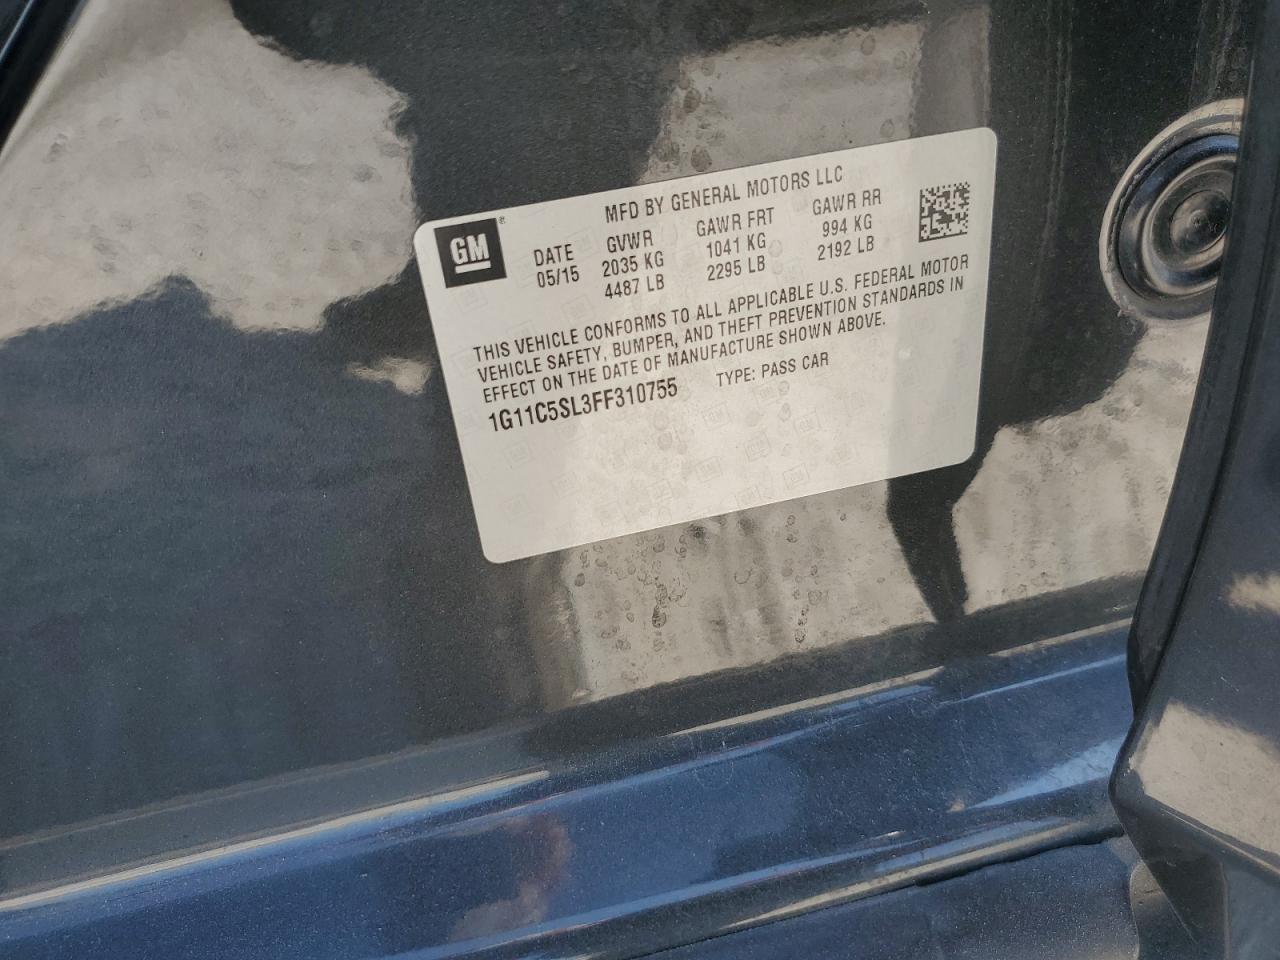 GM®
MFD BY GENERAL MOTORS LLC
DATE GVWR GAWR FRT GAWR RR
05/15 2035 KG 1041 KG 994 KG
4487 LB 2295 LB 2192 LB
THIS VEHICLE CONFORMS TO ALL APPLICABLE U.S. FEDERAL MOTOR
VEHICLE SAFETY, BUMPER, AND THEFT PREVENTION STANDARDS IN
EFFECT ON THE DATE OF MANUFACTURE SHOWN ABOVE.
1G11C5SL3FF310755 TYPE: PASS CAR